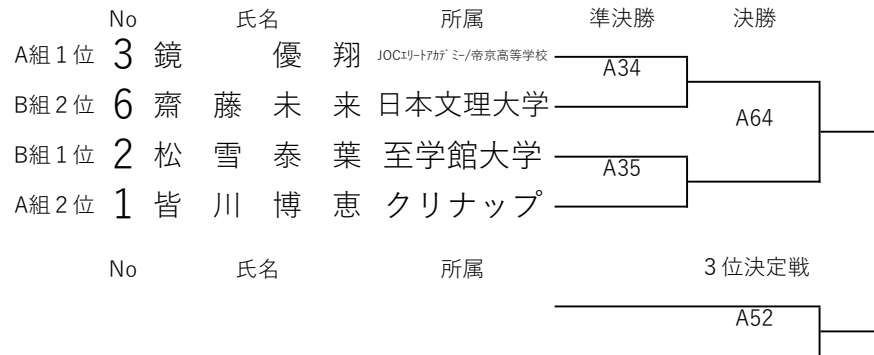 No 氏名 所属 準決勝 決勝
A組1位 3 鏡 優 翔 JOCエリートアカデミー/帝京高等学校
A34
B組2位 6 齋 藤 未 来 日本文理大学
A64
B組1位 2 松 雪 泰 葉 至学館大学
A35
A組2位 1 皆 川 博 恵 クリナップ
No 氏名 所属 3位決定戦
A52